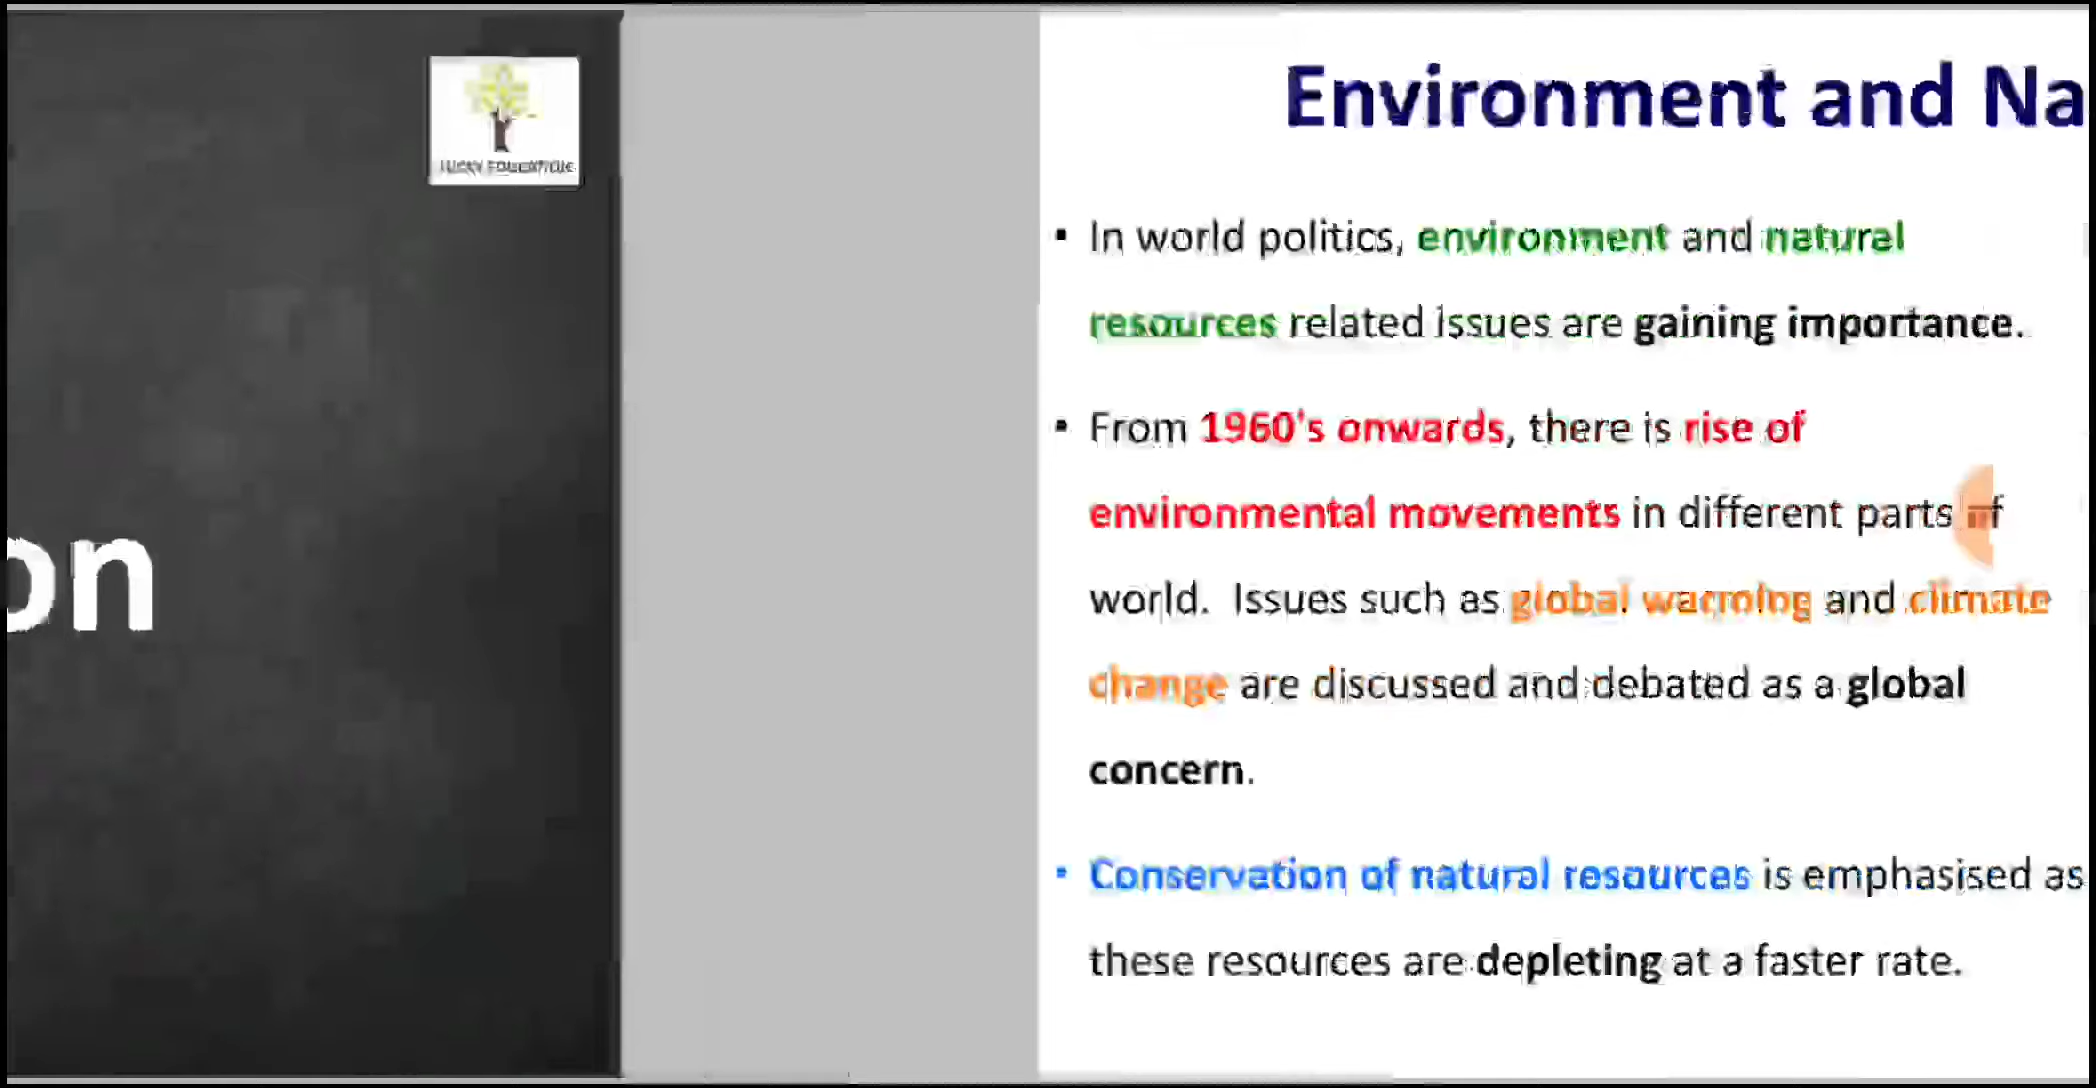 on
Environment and Na
• In world politics, environment and natural
resources related issues are gaining importance.
• From 1960's onwards, there is rise of
environmental movements in different parts of
world. Issues such as global warming and climate
change are discussed and debated as a global
concern.
• Conservation of natural resources is emphasised as
these resources are depleting at a faster rate.